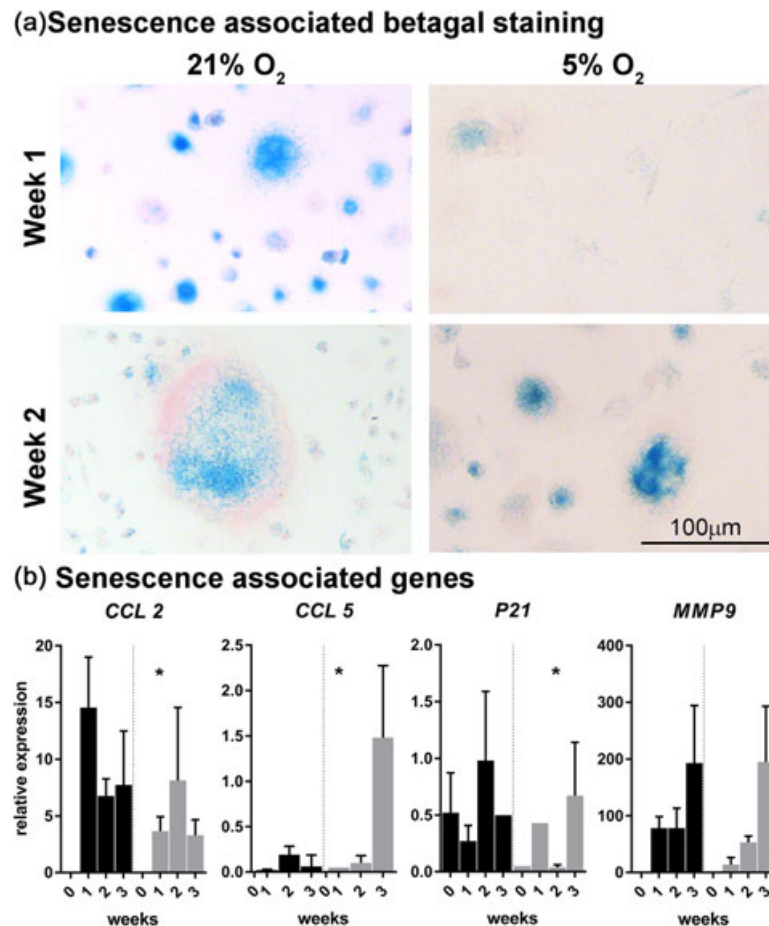 (a)Senescence associated betagal staining
21% O₂ 5% O₂
Week 1
Week 2
100μm
(b) Senescence associated genes
CCL 2 CCL 5 P21 MMP9
relative expression
20
15
10
5
0
*
0 1 2 3 0 1 2 3
weeks
2.5
2.0
1.5
1.0
0.5
0.0
*
0 1 2 3 0 1 2 3
weeks
2.0
1.5
1.0
0.5
0.0
*
0 1 2 3 0 1 2 3
weeks
400
300
200
100
0
0 1 2 3 0 1 2 3
weeks